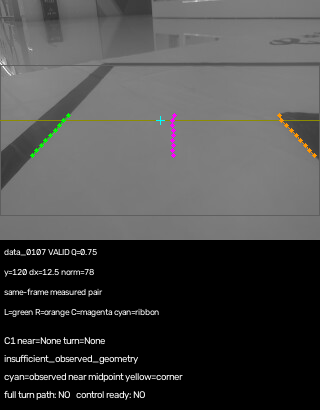 data_0107 VALID Q=0.75
y=120 dx=12.5 norm=78
same-frame measured pair
L=green R=orange C=magenta cyan=ribbon
C1 near=None turn=None
insufficient_observed_geometry
cyan=observed near midpoint yellow=corner
full turn path: NO control ready: NO